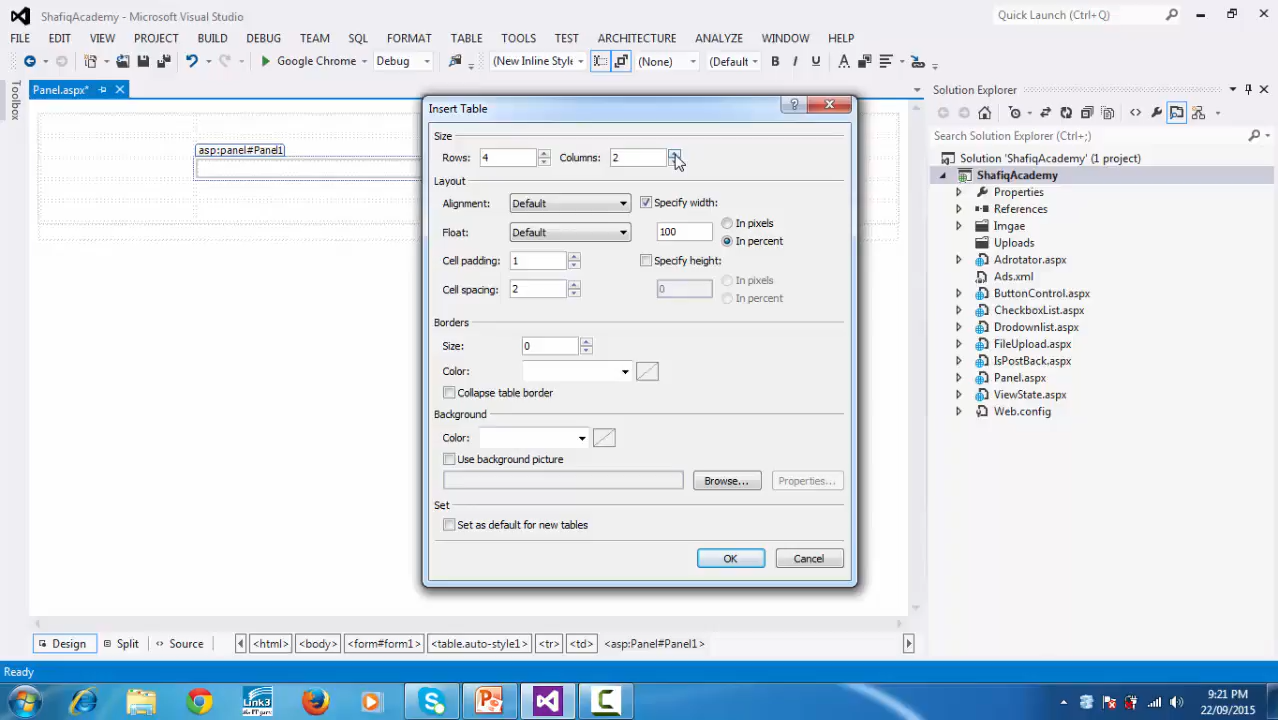 ShafiqAcademy - Microsoft Visual Studio
Quick Launch (Ctrl+Q)
FILE EDIT VIEW PROJECT BUILD DEBUG TEAM SQL FORMAT TABLE TOOLS TEST ARCHITECTURE ANALYZE WINDOW HELP
Google Chrome Debug (New Inline Style (None) (Default B I U A
Panel.aspx*
Toolbox
asp:panel#Panel1
Insert Table
Size
Rows: 4 Columns: 2
Layout
Alignment: Default Specify width:
Float: Default 100 In pixels
In percent
Cell padding: 1 Specify height:
Cell spacing: 2 0 In pixels
In percent
Borders
Size: 0
Color:
Collapse table border
Background
Color:
Use background picture
Browse... Properties...
Set
Set as default for new tables
OK Cancel
Solution Explorer
Search Solution Explorer (Ctrl+;)
Solution 'ShafiqAcademy' (1 project)
ShafiqAcademy
Properties
References
Imgae
Uploads
Adrotator.aspx
Ads.xml
ButtonControl.aspx
CheckboxList.aspx
Drodownlist.aspx
FileUpload.aspx
IsPostBack.aspx
Panel.aspx
ViewState.aspx
Web.config
Design Split Source <html> <body> <form#form1> <table.auto-style1> <tr> <td> <asp:Panel#Panel1>
Ready
Link3
9:21 PM
22/09/2015